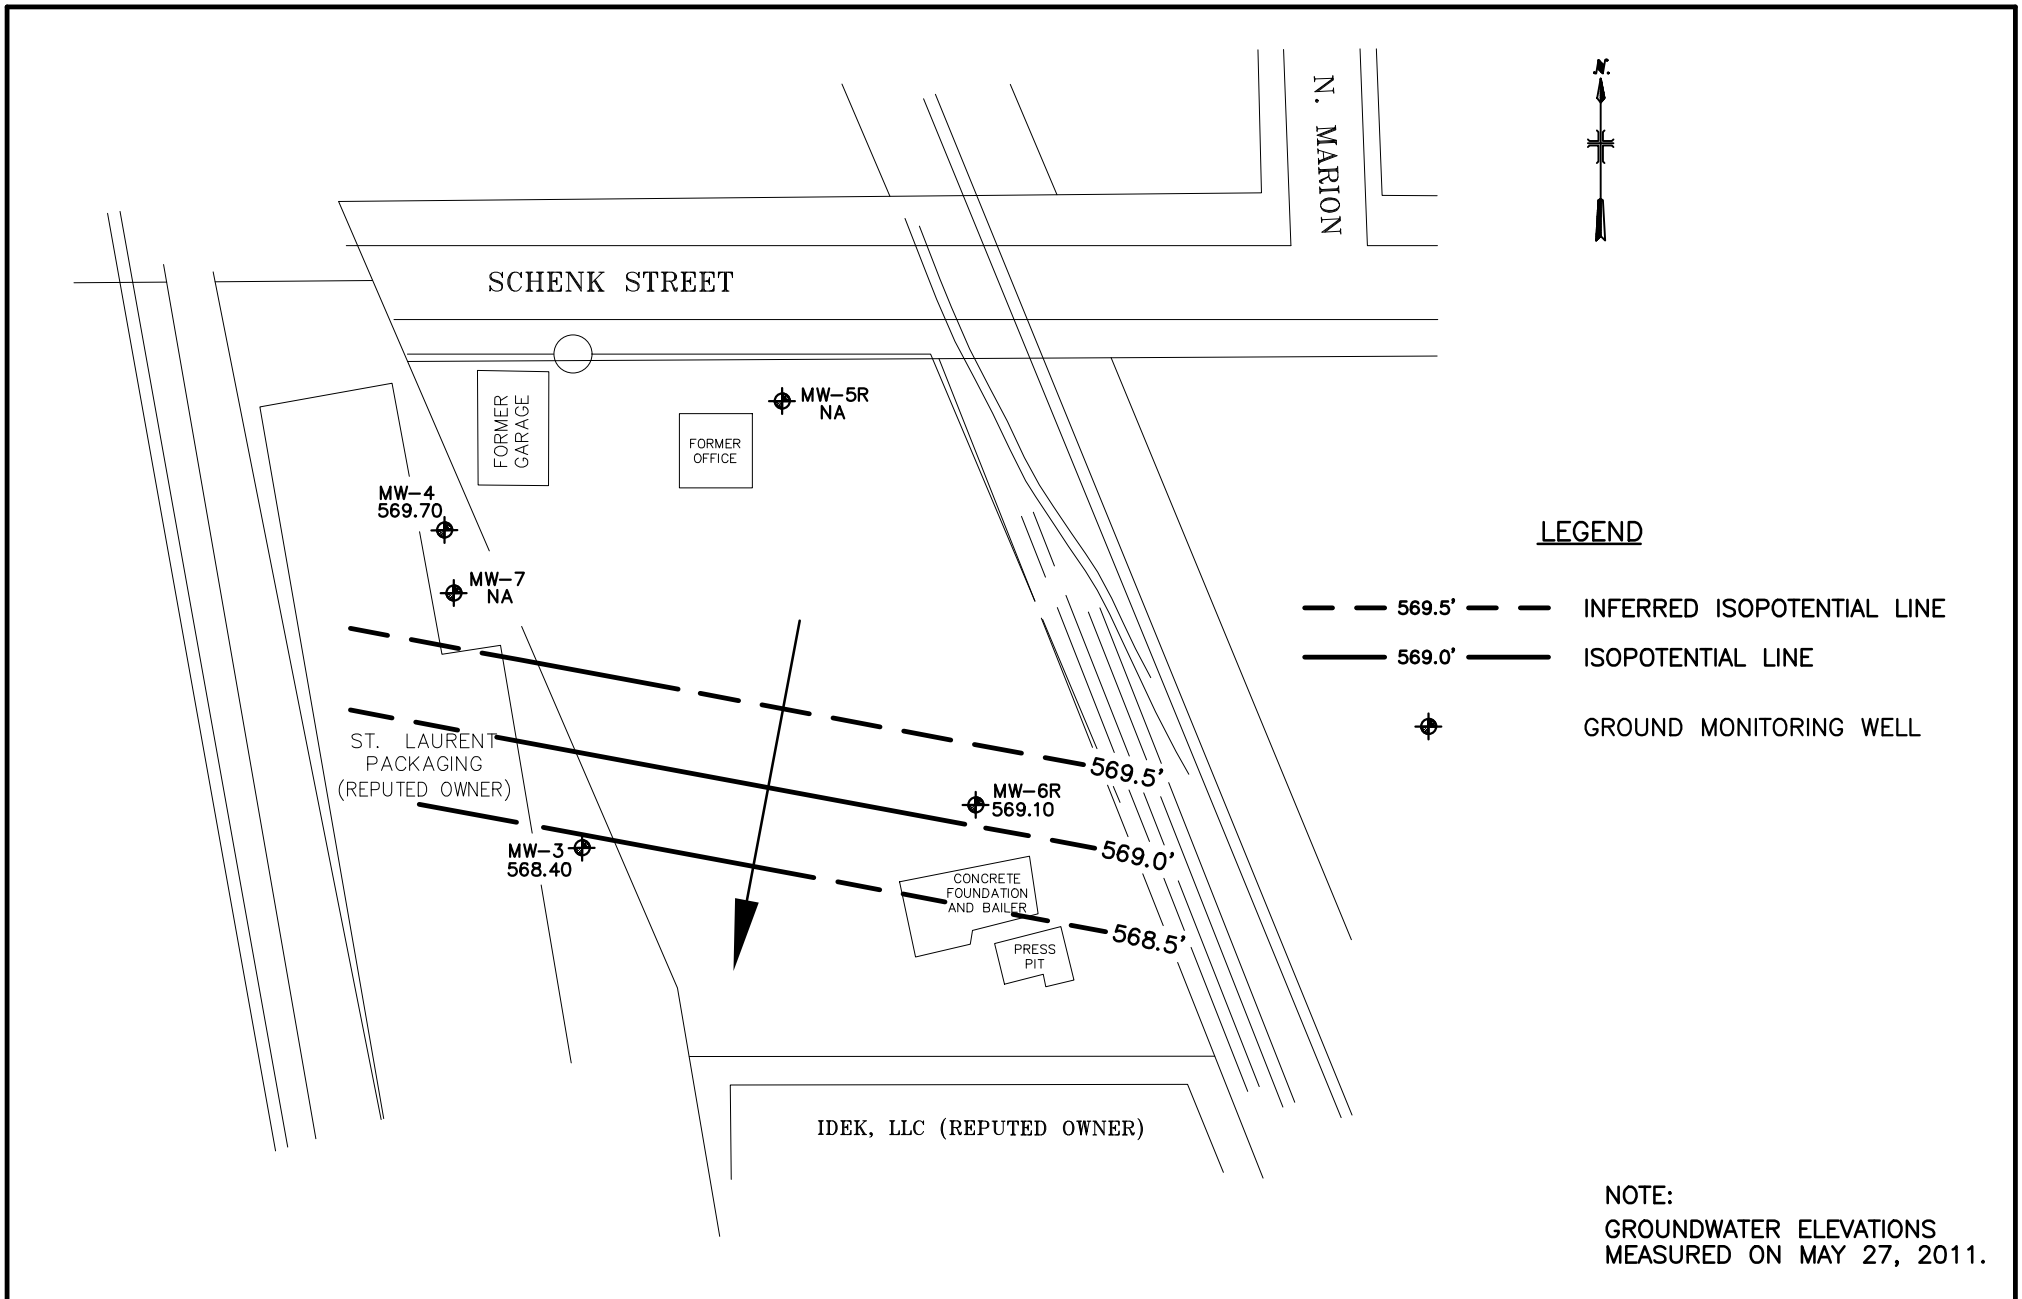 N.
N. MARION
SCHENK STREET
FORMER
GARAGE
FORMER
OFFICE
MW-5R
NA
MW-4
569.70
MW-7
NA
LEGEND
569.5' INFERRED ISOPOTENTIAL LINE
569.0' ISOPOTENTIAL LINE
GROUND MONITORING WELL
ST. LAURENT
PACKAGING
(REPUTED OWNER)
569.5'
MW-6R
569.10
569.0'
MW-3
568.40
CONCRETE
FOUNDATION
AND BAILER
568.5'
PRESS
PIT
IDEK, LLC (REPUTED OWNER)
NOTE:
GROUNDWATER ELEVATIONS
MEASURED ON MAY 27, 2011.